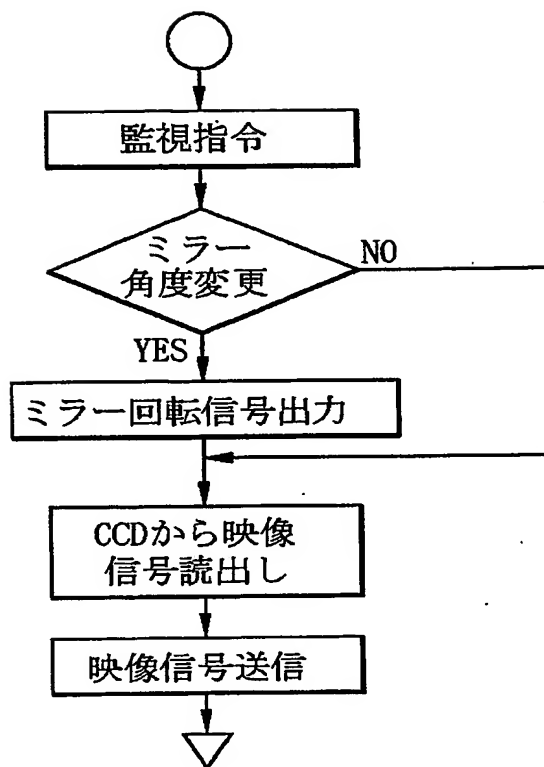 監視指令
ミラー
角度変更
NO
YES
ミラー回転信号出力
CCDから映像
信号読出し
映像信号送信